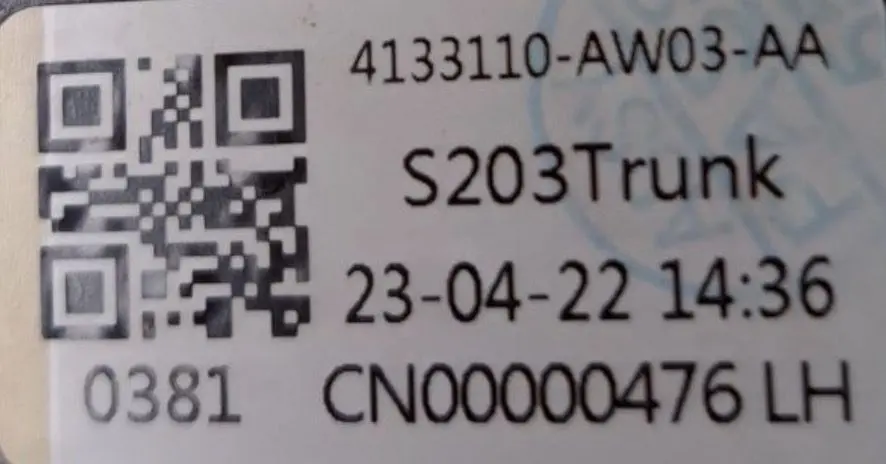 4133110-AW03-AA
S203Trunk
23-04-22 14:36
0381 CN00000476 LH